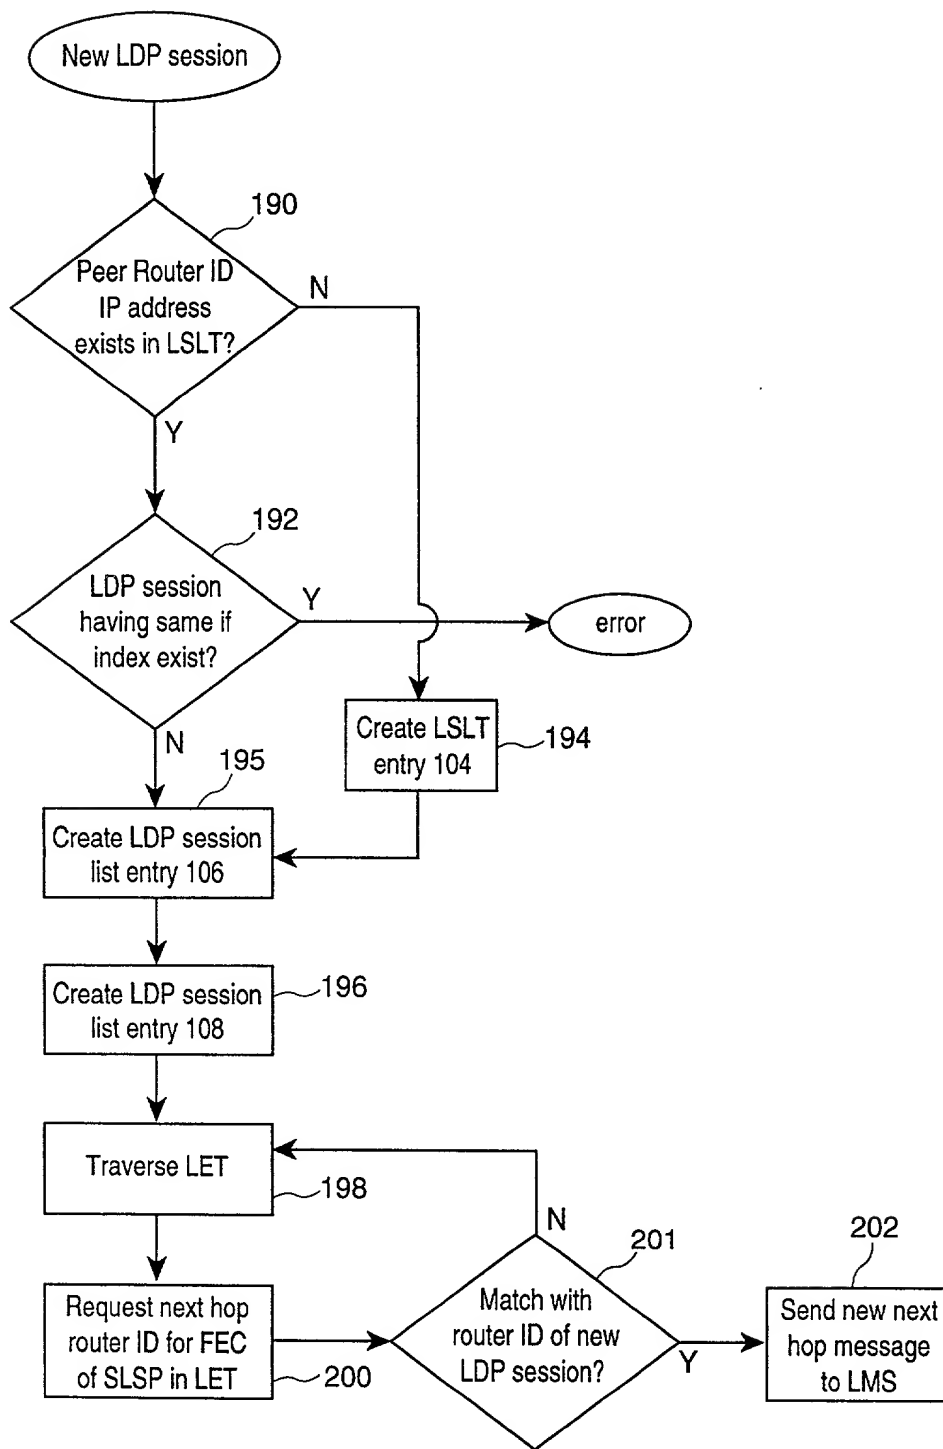 New LDP session
190
Peer Router ID
IP address
exists in LSLT?
N
Y
192
LDP session
having same if
index exist?
Y
error
N
Create LSLT
entry 104
194
195
Create LDP session
list entry 106
Create LDP session
list entry 108
196
Traverse LET
198
N
201
202
Request next hop
router ID for FEC
of SLSP in LET
200
Match with
router ID of new
LDP session?
Y
Send new next
hop message
to LMS